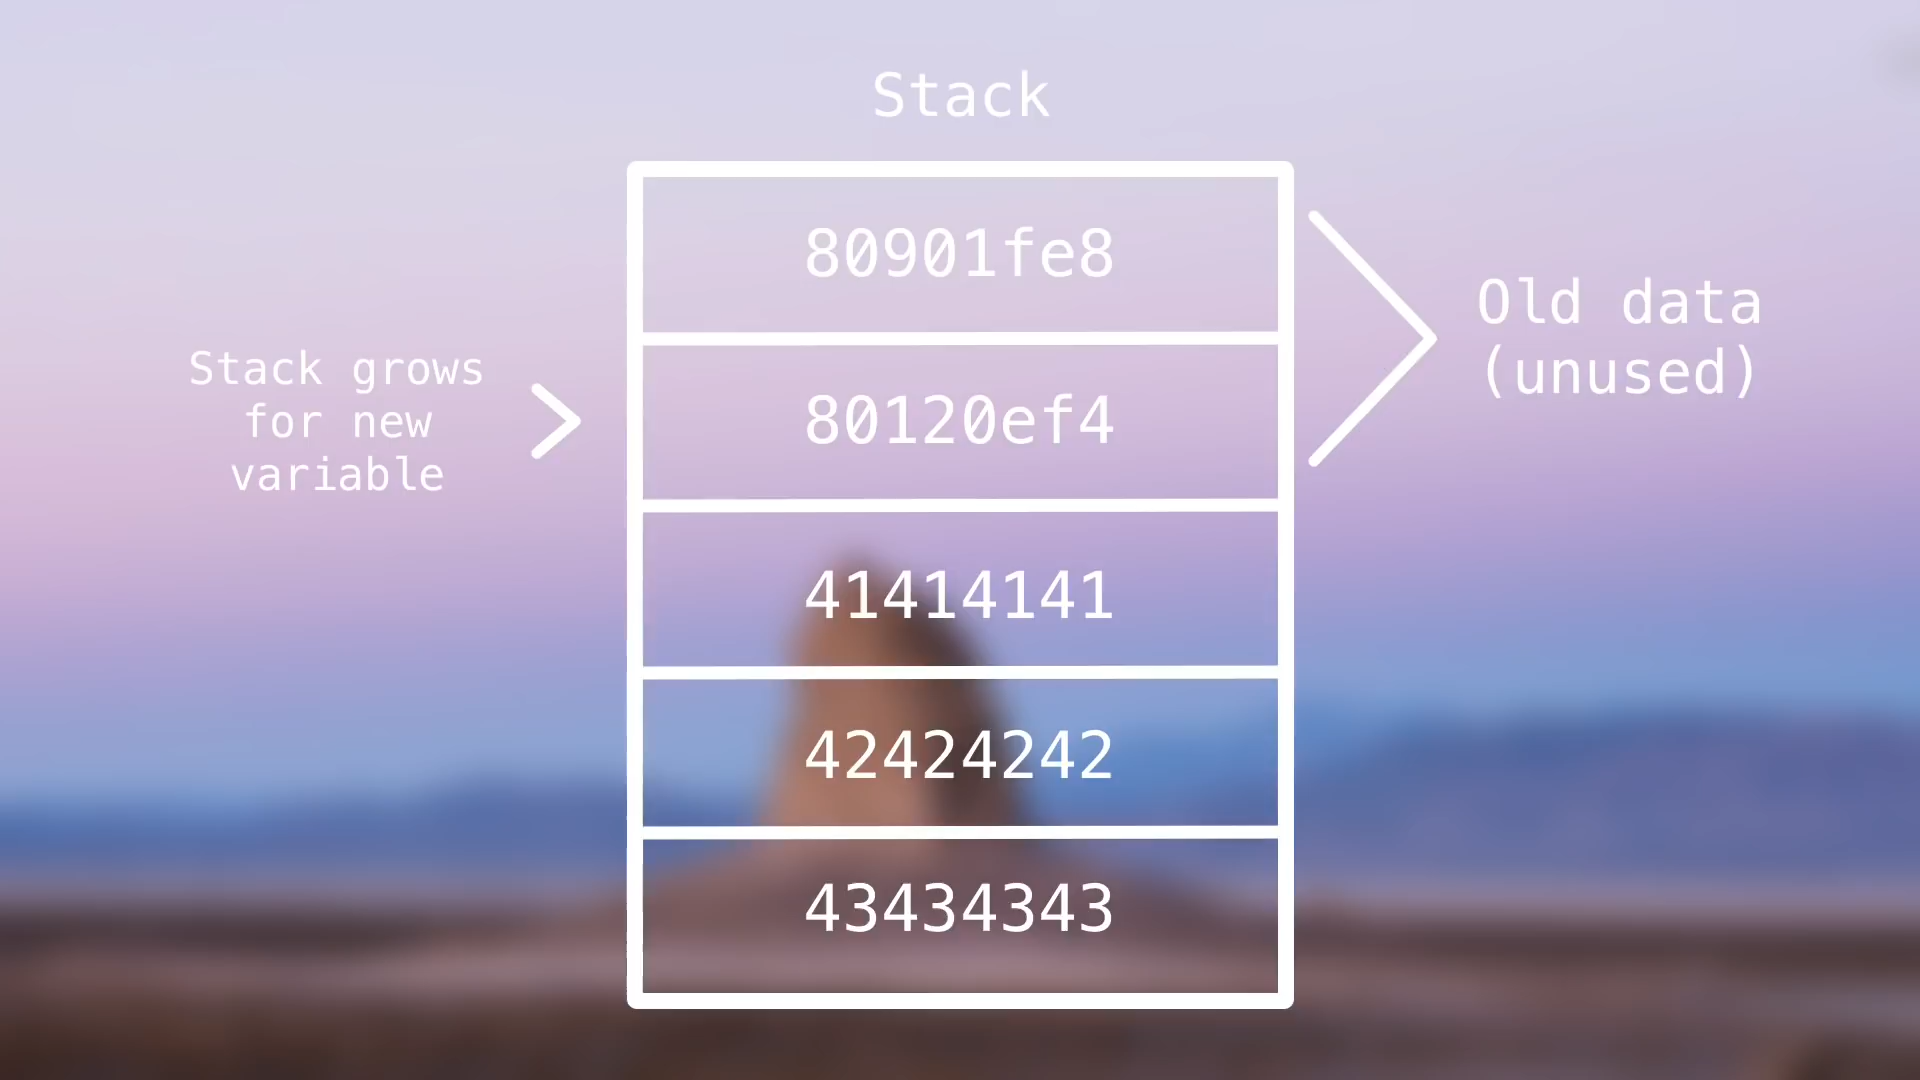 Stack
80901fe8
80120ef4
41414141
42424242
43434343
Stack grows
for new
variable
Old data
(unused)